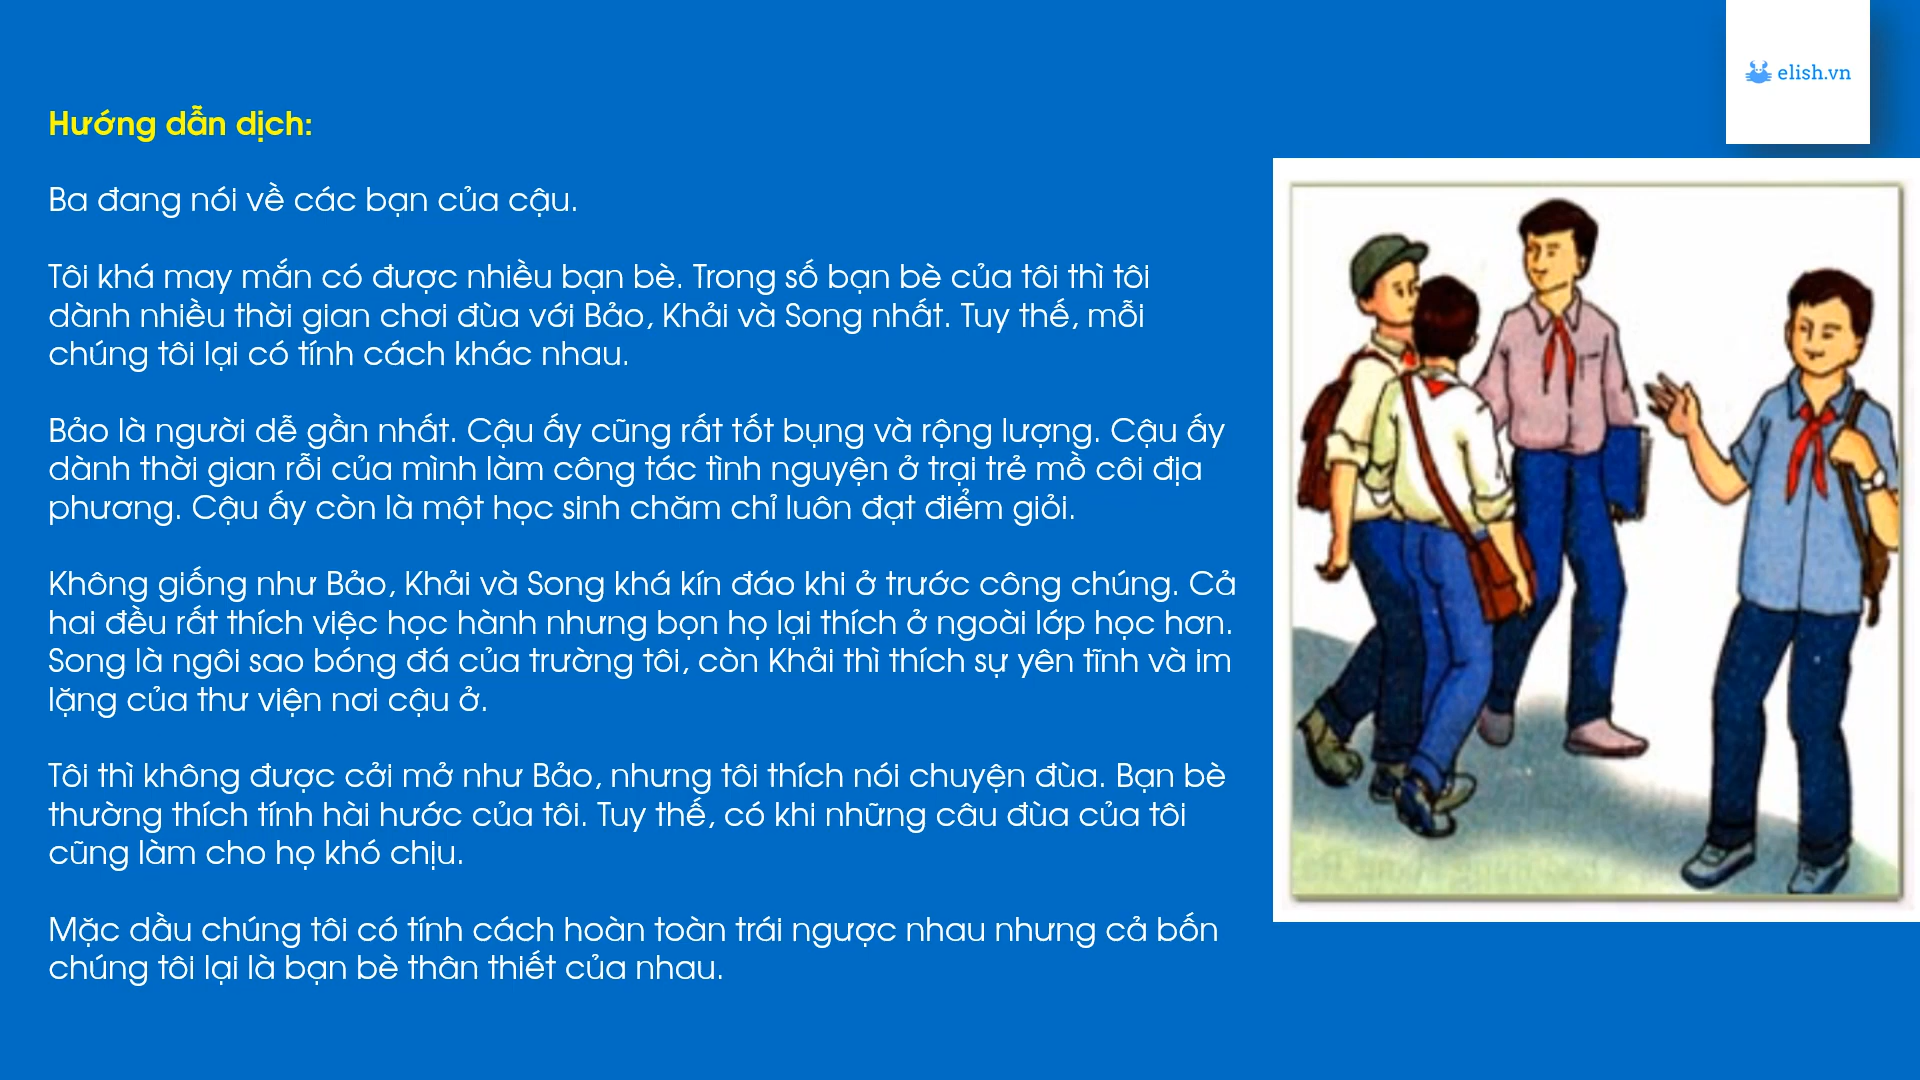 elish.vn
Hướng dẫn dịch:
Ba đang nói về các bạn của cậu.
Tôi khá may mắn có được nhiều bạn bè. Trong số bạn bè của tôi thì tôi
dành nhiều thời gian chơi đùa với Bảo, Khải và Song nhất. Tuy thế, mỗi
chúng tôi lại có tính cách khác nhau.
Bảo là người dễ gần nhất. Cậu ấy cũng rất tốt bụng và rộng lượng. Cậu ấy
dành thời gian rỗi của mình làm công tác tình nguyện ở trại trẻ mồ côi địa
phương. Cậu ấy còn là một học sinh chăm chỉ luôn đạt điểm giỏi.
Không giống như Bảo, Khải và Song khá kín đáo khi ở trước công chúng. Cả
hai đều rất thích việc học hành nhưng bọn họ lại thích ở ngoài lớp học hơn.
Song là ngôi sao bóng đá của trường tôi, còn Khải thì thích sự yên tĩnh và im
lặng của thư viện nơi cậu ở.
Tôi thì không được cởi mở như Bảo, nhưng tôi thích nói chuyện đùa. Bạn bè
thường thích tính hài hước của tôi. Tuy thế, có khi những câu đùa của tôi
cũng làm cho họ khó chịu.
Mặc dầu chúng tôi có tính cách hoàn toàn trái ngược nhau nhưng cả bốn
chúng tôi lại là bạn bè thân thiết của nhau.